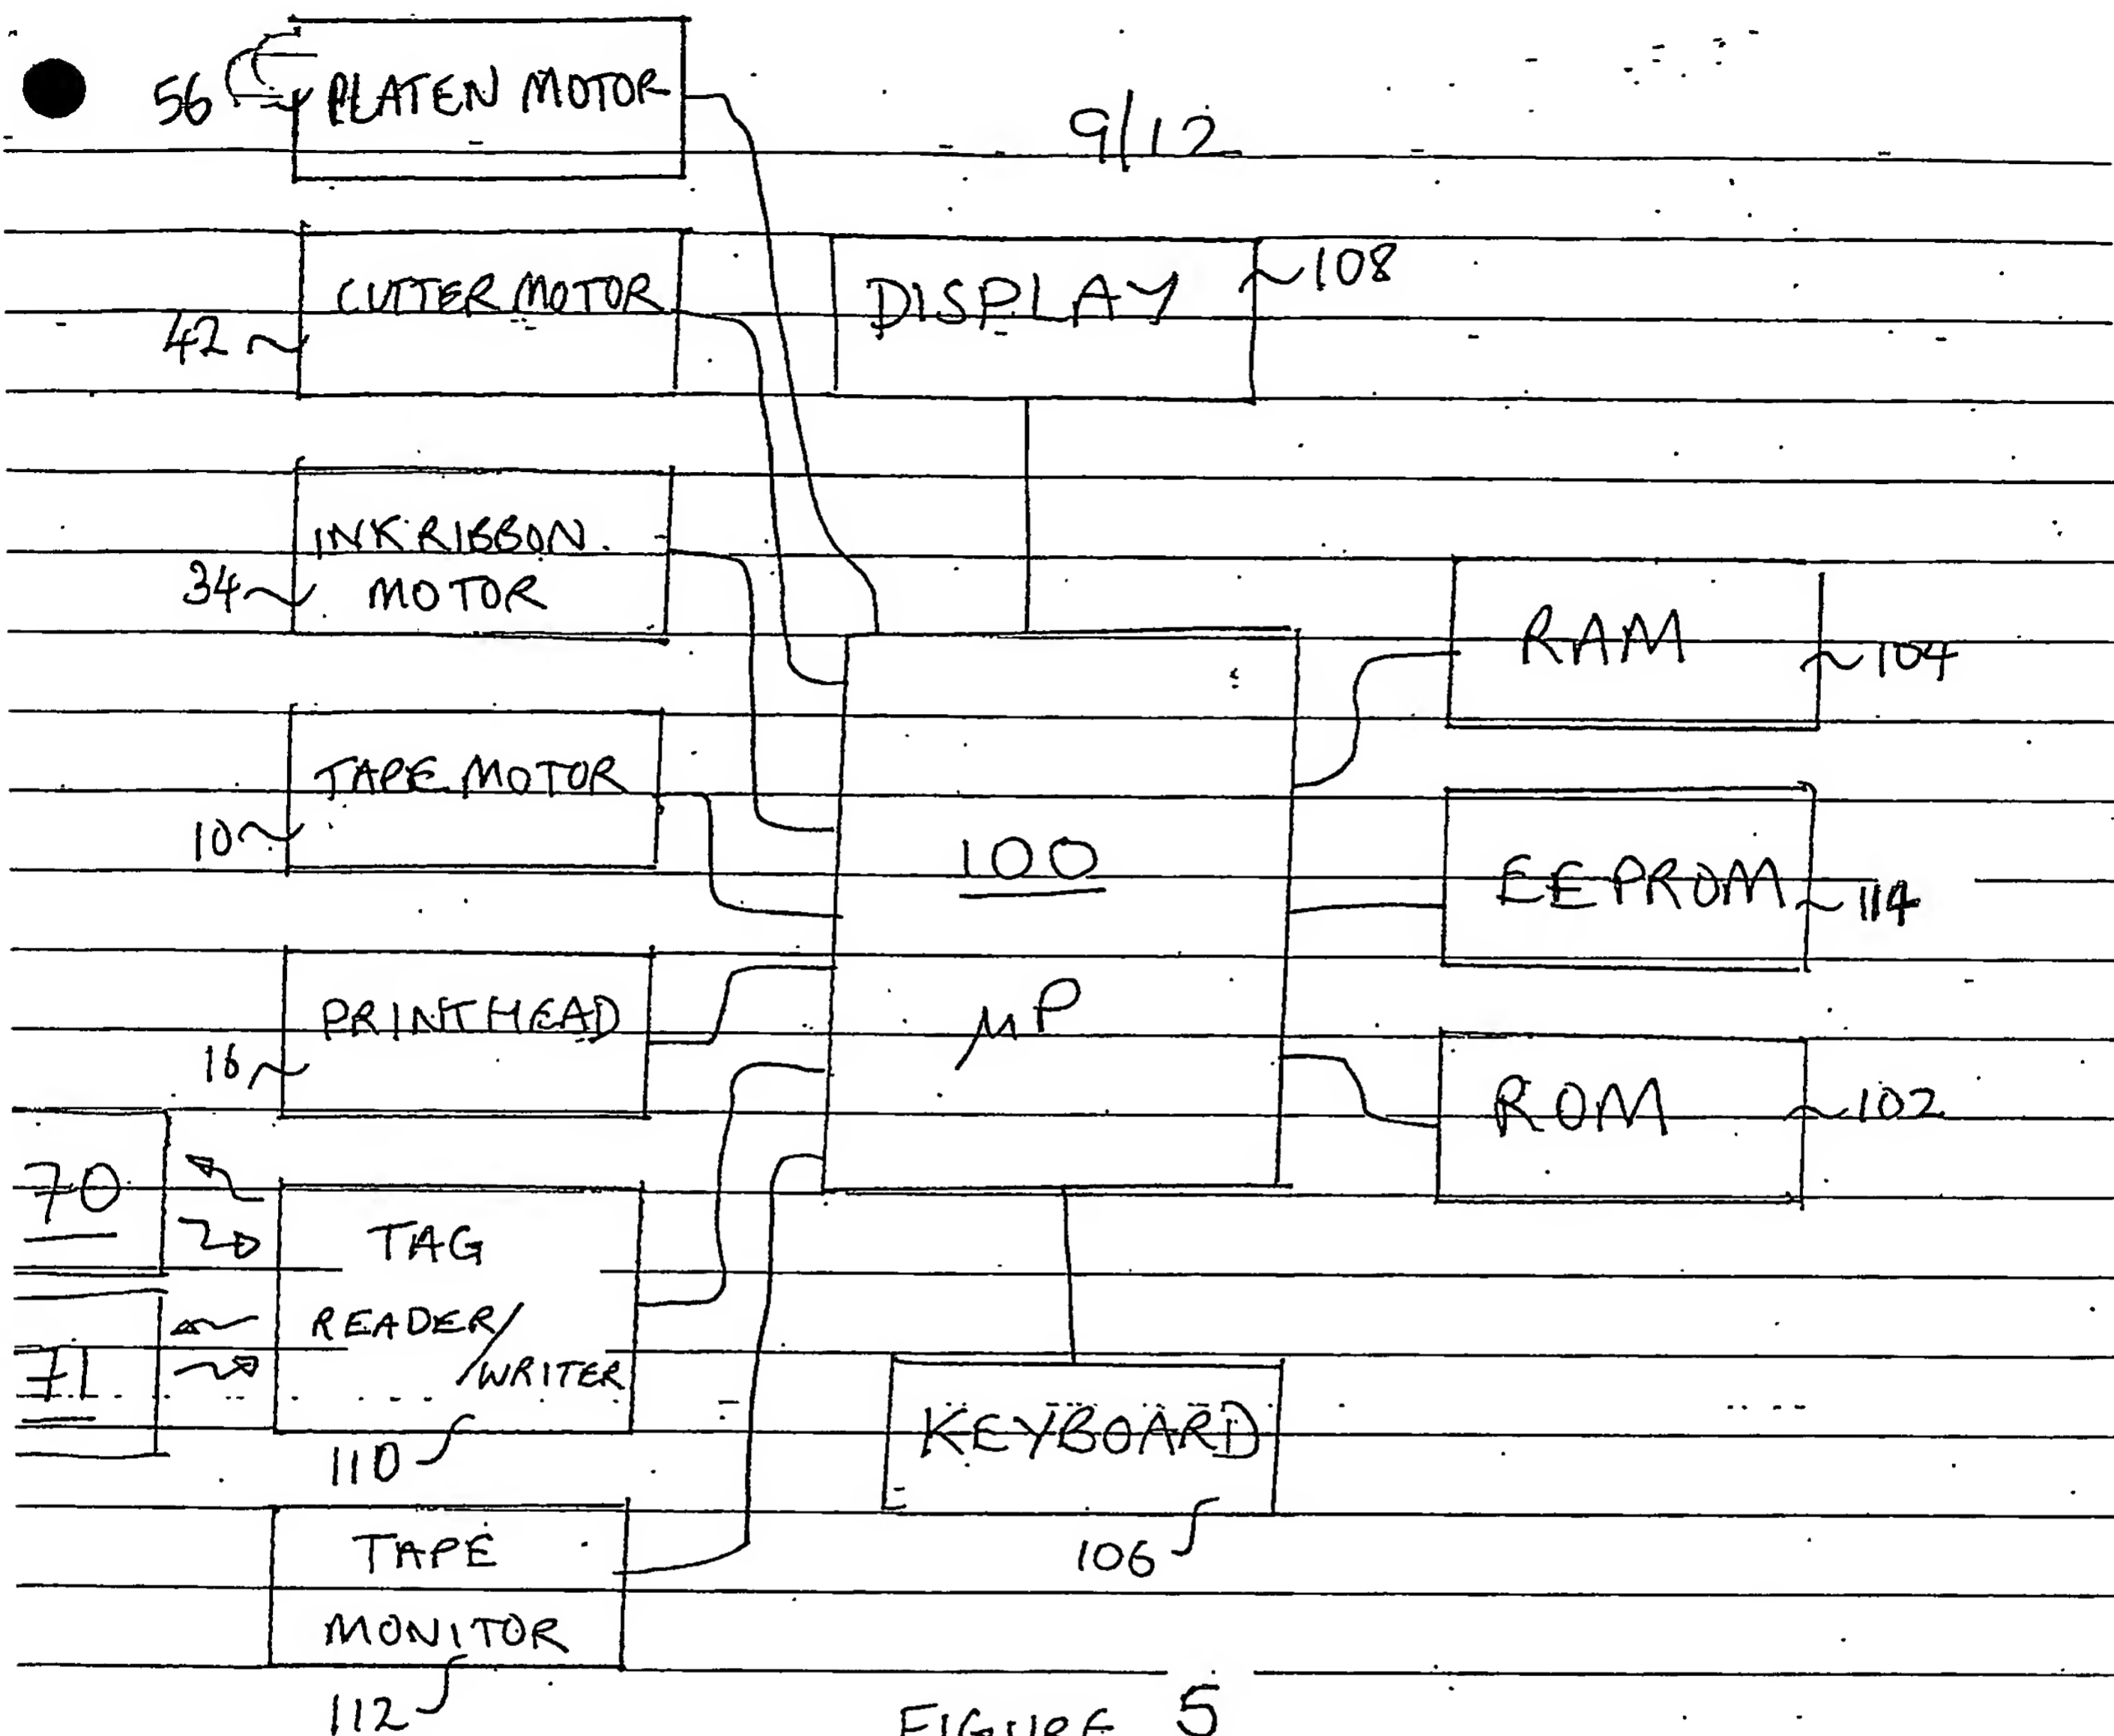 56
PLATEN MOTOR
9/12
CUTTER MOTOR
42
DISPLAY
108
INK RIBBON
MOTOR
34
RAM
104
TAPE MOTOR
10
100
µP
EEPROM
114
PRINTHEAD
16
ROM
102
70
71
TAG
READER/
/WRITER
110
KEYBOARD
106
TAPE
MONITOR
112
FIGURE 5